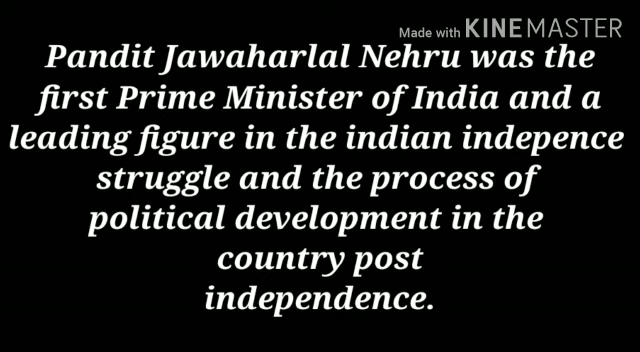 Made with KINEMASTER
Pandit Jawaharlal Nehru was the
first Prime Minister of India and a
leading figure in the indian indepence
struggle and the process of
political development in the
country post
independence.